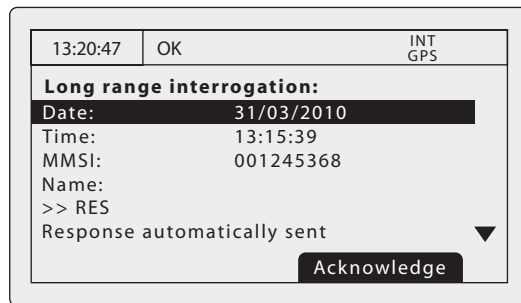 13:20:47 OK INT
GPS
Long range interrogation:
Date: 31/03/2010
Time: 13:15:39
MMSI: 001245368
Name:
>> RES
Response automatically sent
Acknowledge